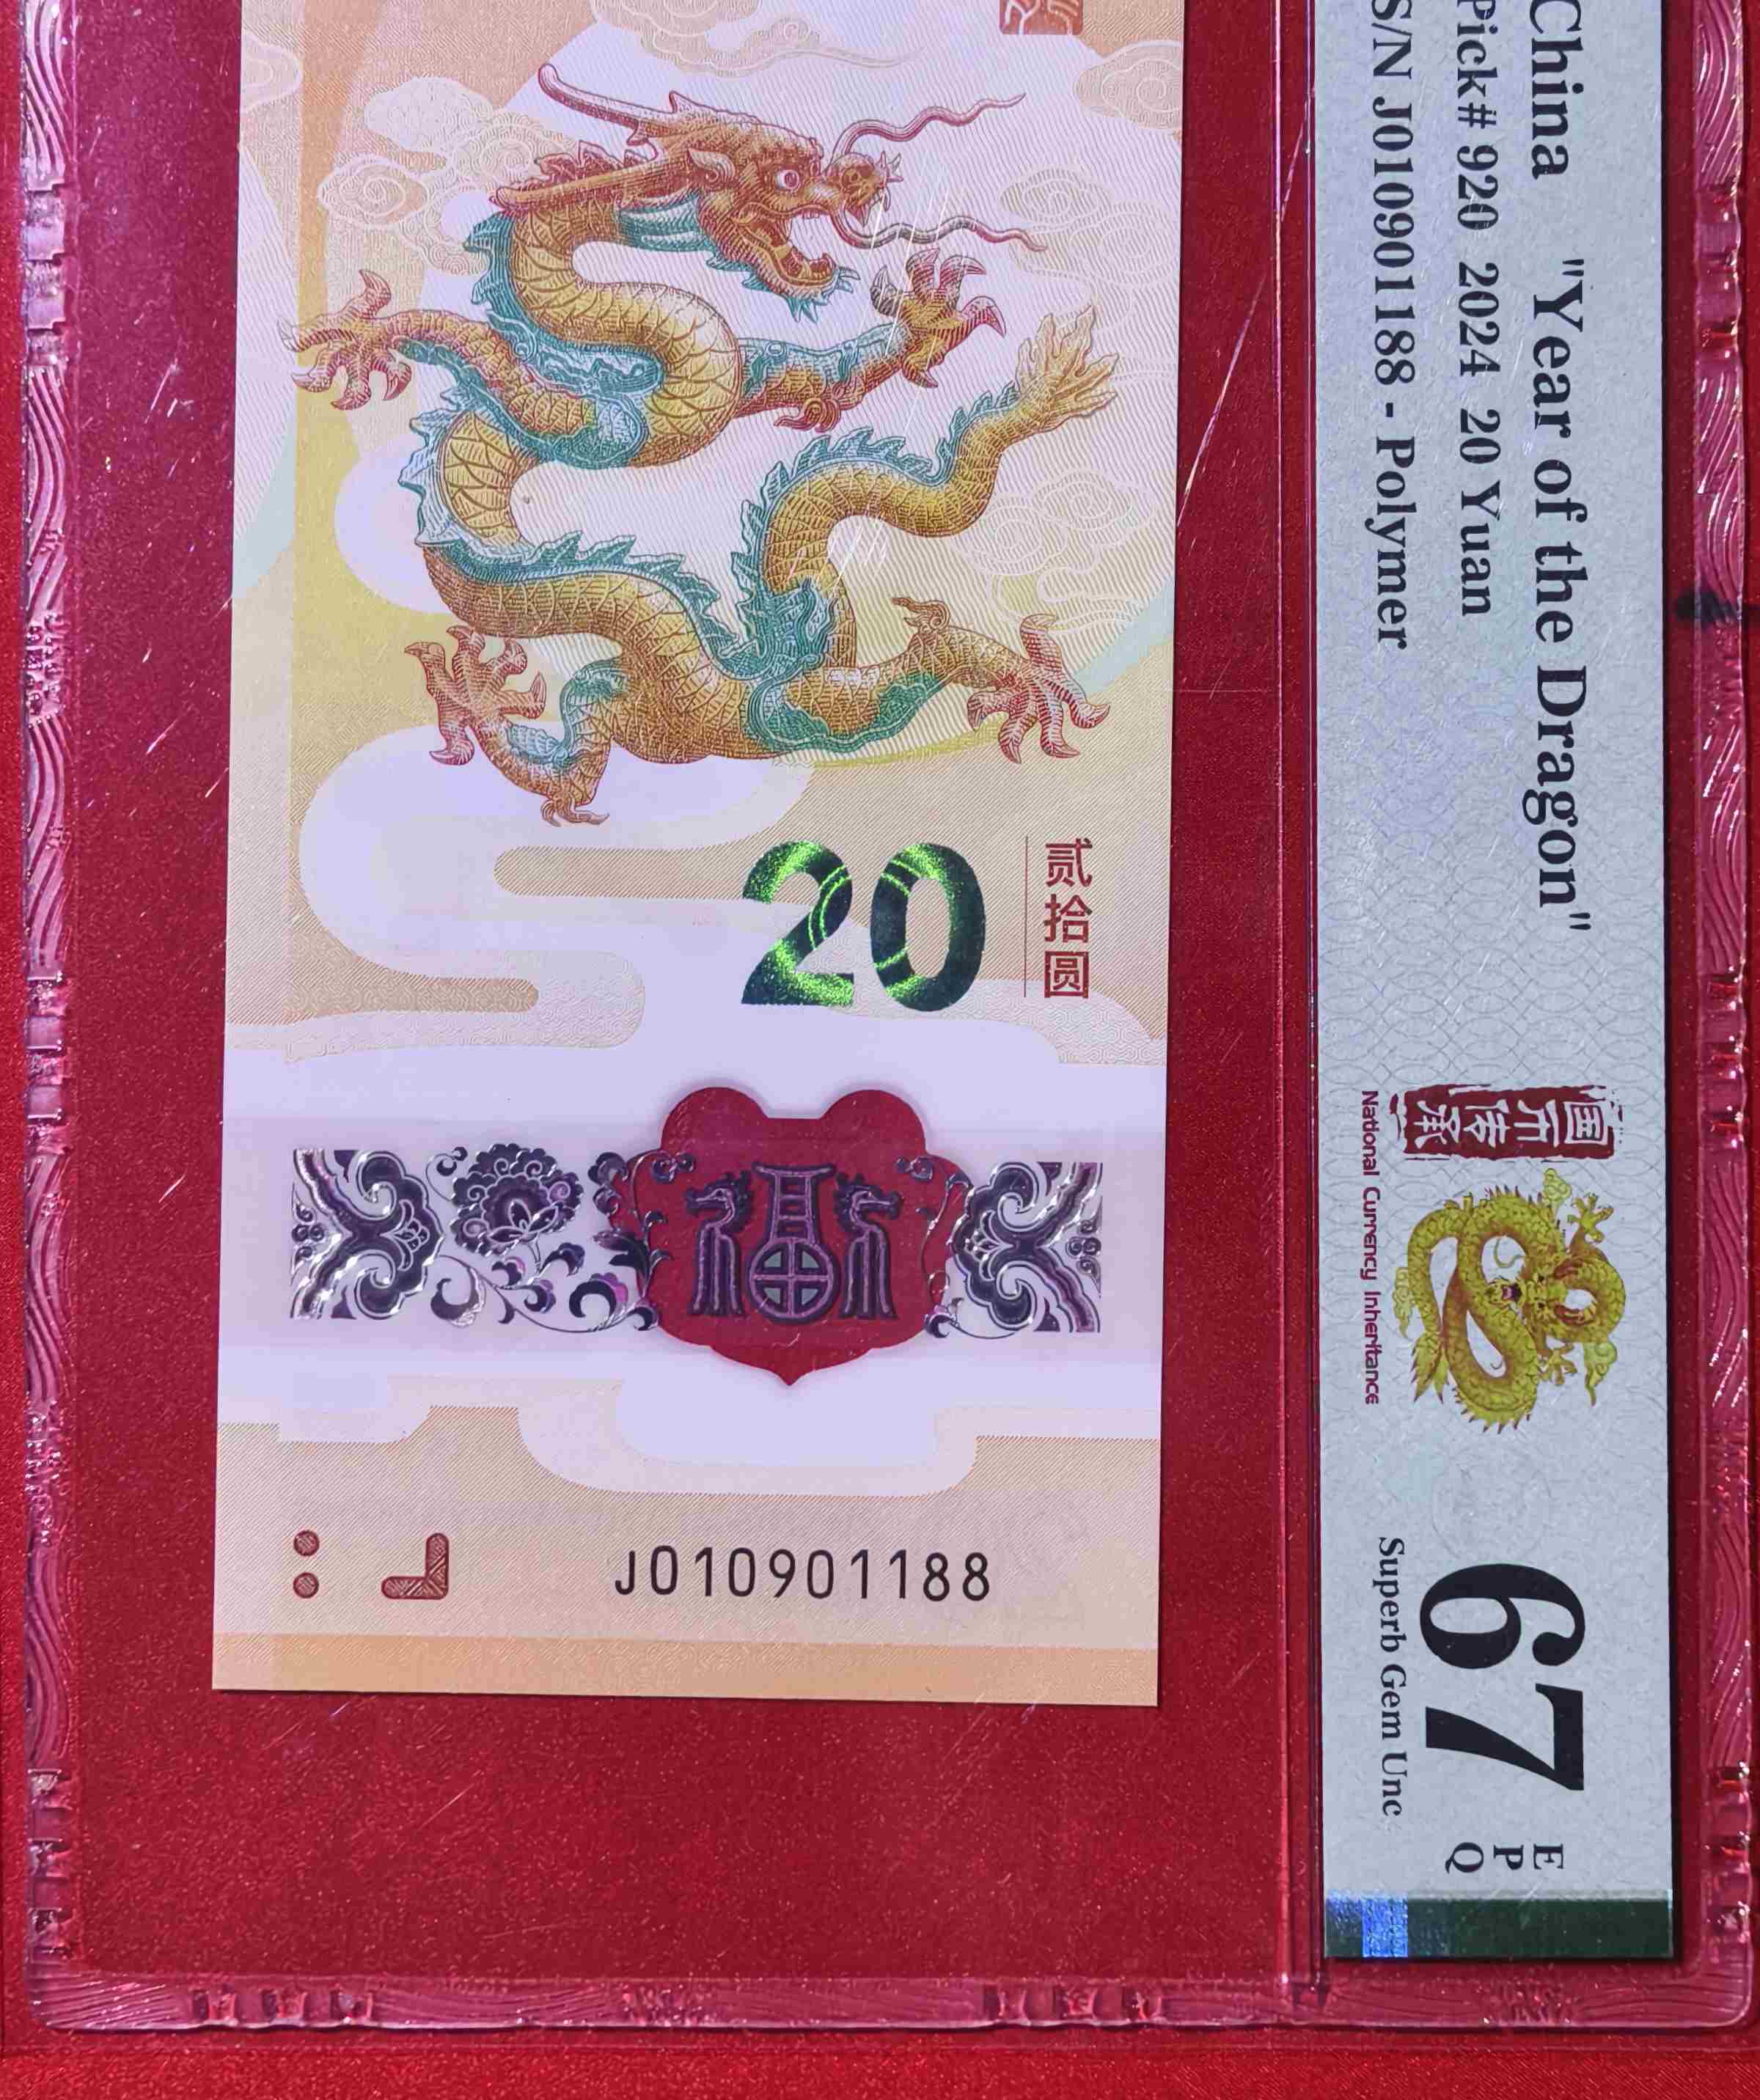 China "Year of the Dragon"
Pick# 920 2024 20 Yuan
S/N J010901188 - Polymer
国币传承
National Currency Inheritance
67
EPQ
Superb Gem Unc
20
贰拾圆
福
J010901188